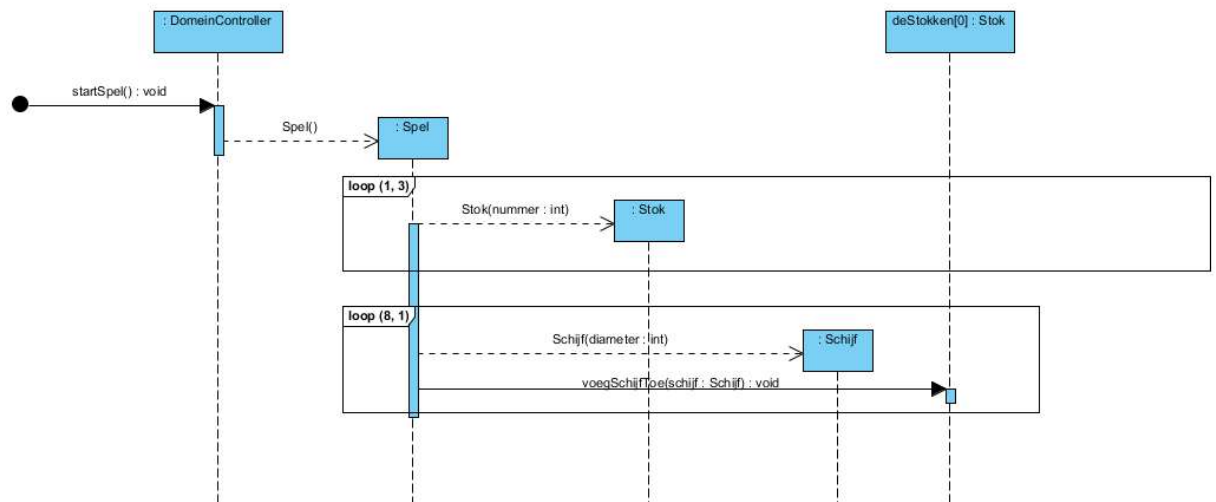 : DomeinController
deStokken[0] : Stok
startSpel() : void
Spel()
: Spel
loop (1, 3)
Stok(nummer : int)
: Stok
loop (8, 1)
Schijf(diameter : int)
: Schijf
voegSchijfToe(schijf : Schijf) : void